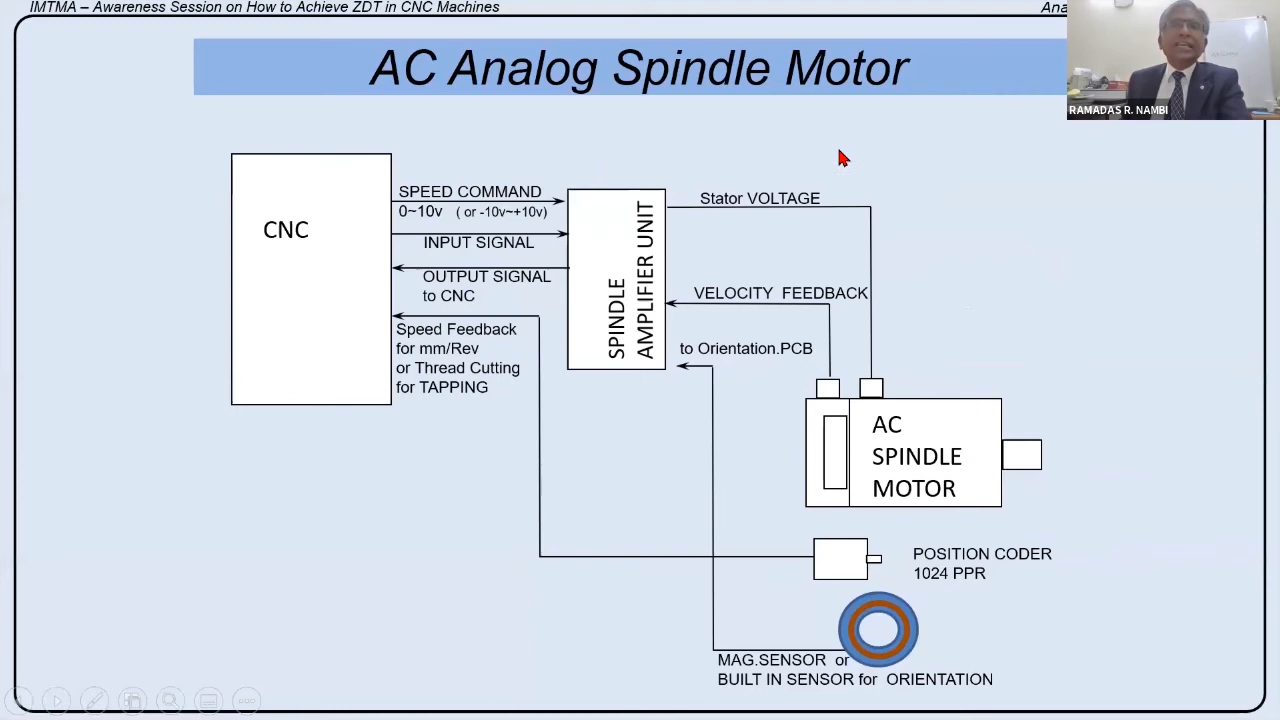 IMTMA – Awareness Session on How to Achieve ZDT in CNC Machines
Ana
RAMADAS R. NAMBI
AC Analog Spindle Motor
CNC
SPEED COMMAND
0~10v ( or -10v~+10v)
INPUT SIGNAL
OUTPUT SIGNAL
to CNC
Speed Feedback
for mm/Rev
or Thread Cutting
for TAPPING
SPINDLE
AMPLIFIER UNIT
Stator VOLTAGE
VELOCITY FEEDBACK
to Orientation.PCB
AC
SPINDLE
MOTOR
POSITION CODER
1024 PPR
MAG.SENSOR or
BUILT IN SENSOR for ORIENTATION